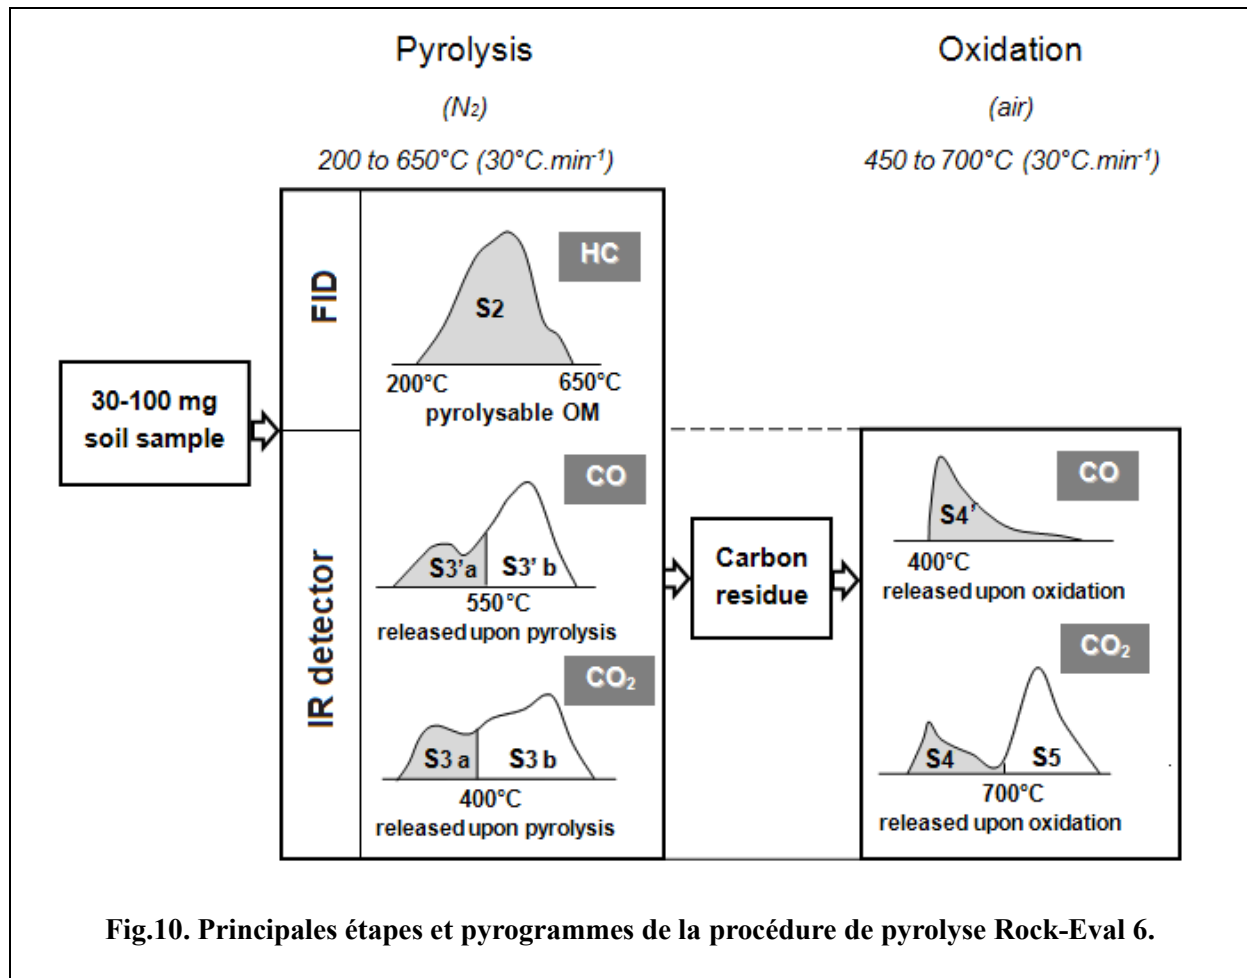 Pyrolysis
(N₂)
200 to 650°C (30°C.min⁻¹)
Oxidation
(air)
450 to 700°C (30°C.min⁻¹)
30-100 mg
soil sample
FID
HC
S2
200°C 650°C
pyrolysable OM
IR detector
CO
S3'a S3' b
550°C
released upon pyrolysis
CO₂
S3 a S3 b
400°C
released upon pyrolysis
Carbon
residue
CO
S4'
400°C
released upon oxidation
CO₂
S4 S5
700°C
released upon oxidation
Fig.10. Principales étapes et pyrogrammes de la procédure de pyrolyse Rock-Eval 6.